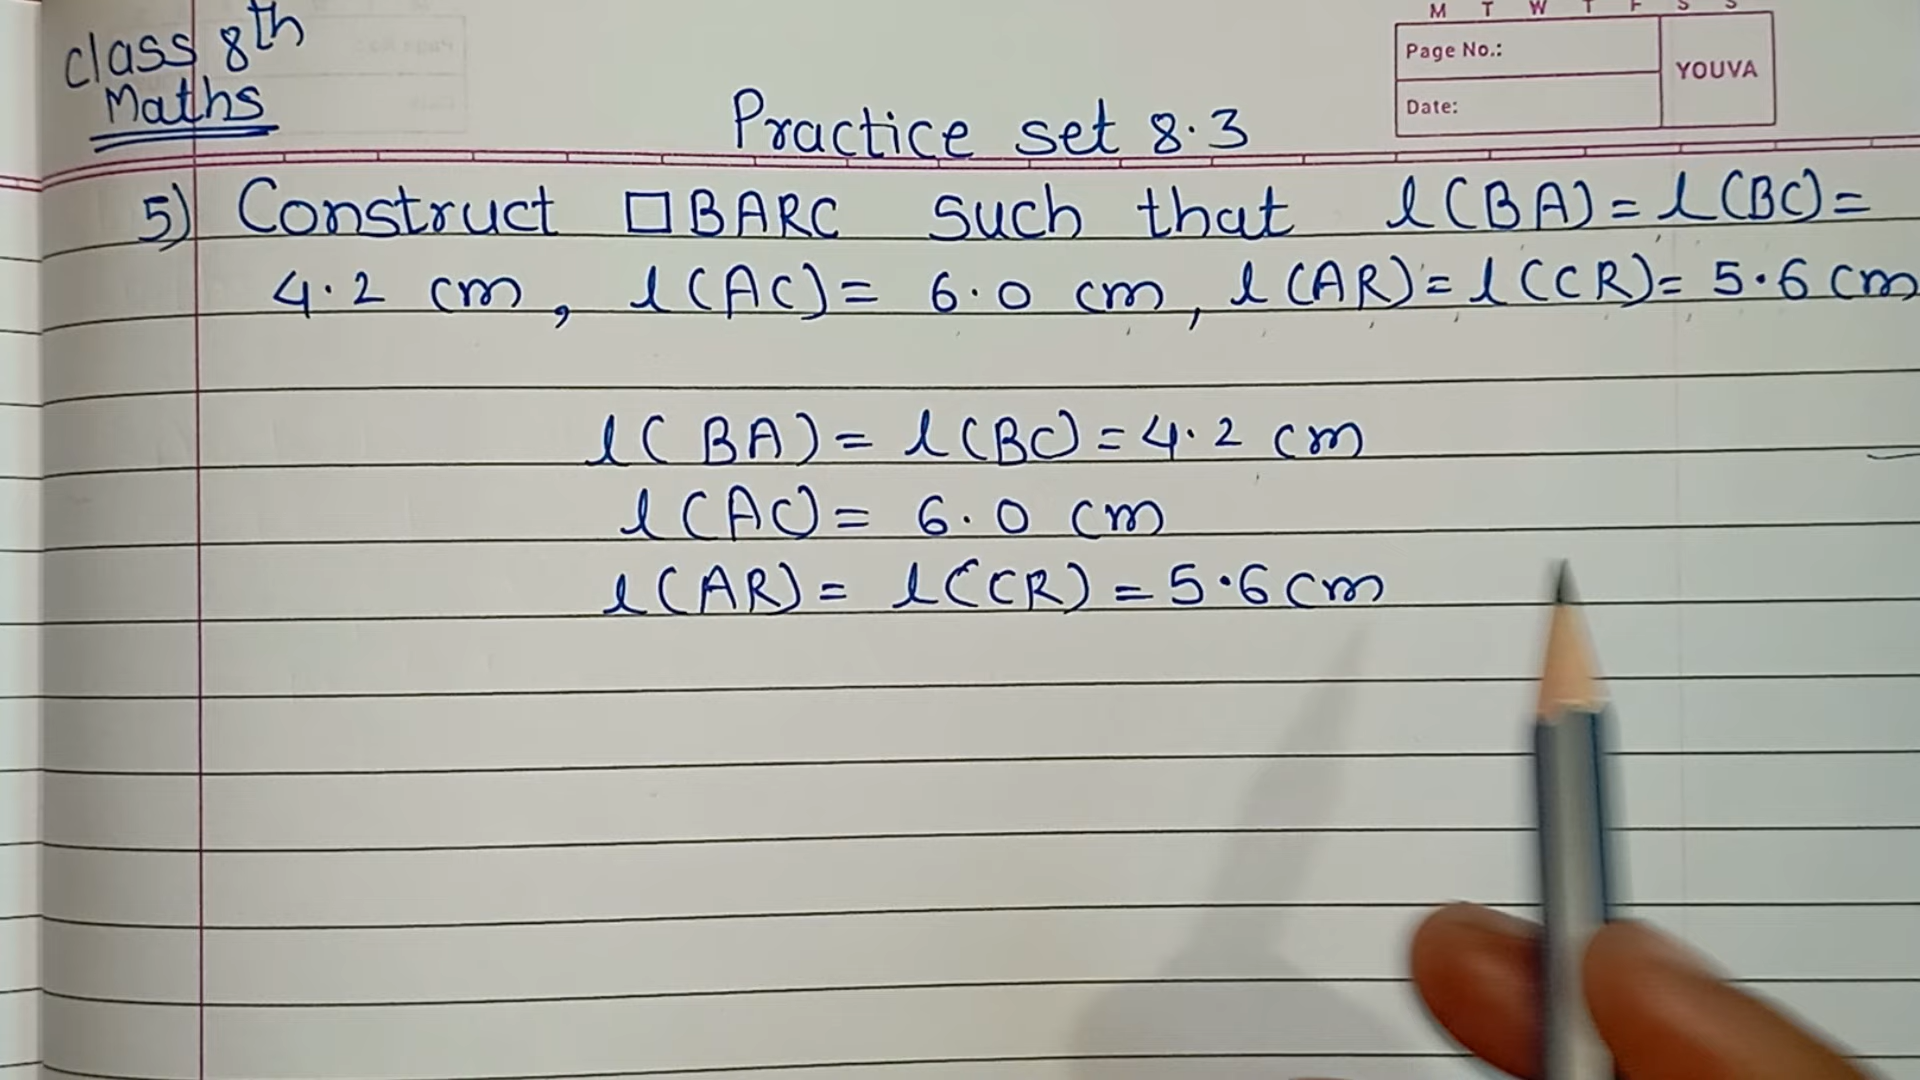 class 8th
Maths
M T W T F S S
Page No.:
YOUVA
Date:
Practice set 8.3
5) Construct □BARC such that l(BA) = l(BC) =
4.2 cm, l(AC) = 6.0 cm, l(AR) = l(CR) = 5.6 cm
l(BA) = l(BC) = 4.2 cm
l(AC) = 6.0 cm
l(AR) = l(CR) = 5.6 cm